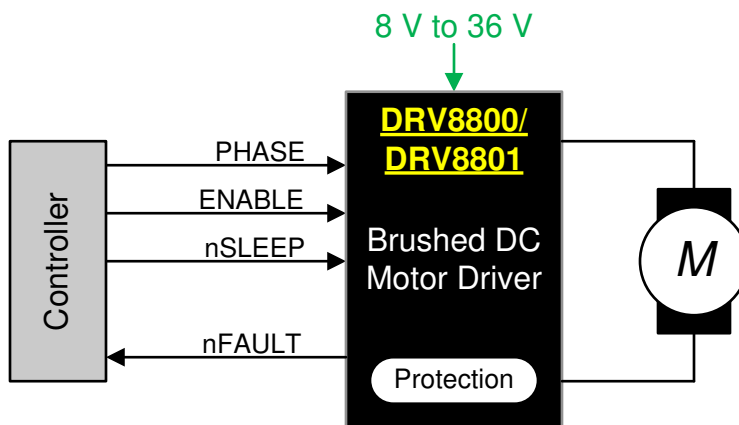 8 V to 36 V
DRV8800/
DRV8801
PHASE
ENABLE
nSLEEP
nFAULT
Controller
Brushed DC
Motor Driver
Protection
M